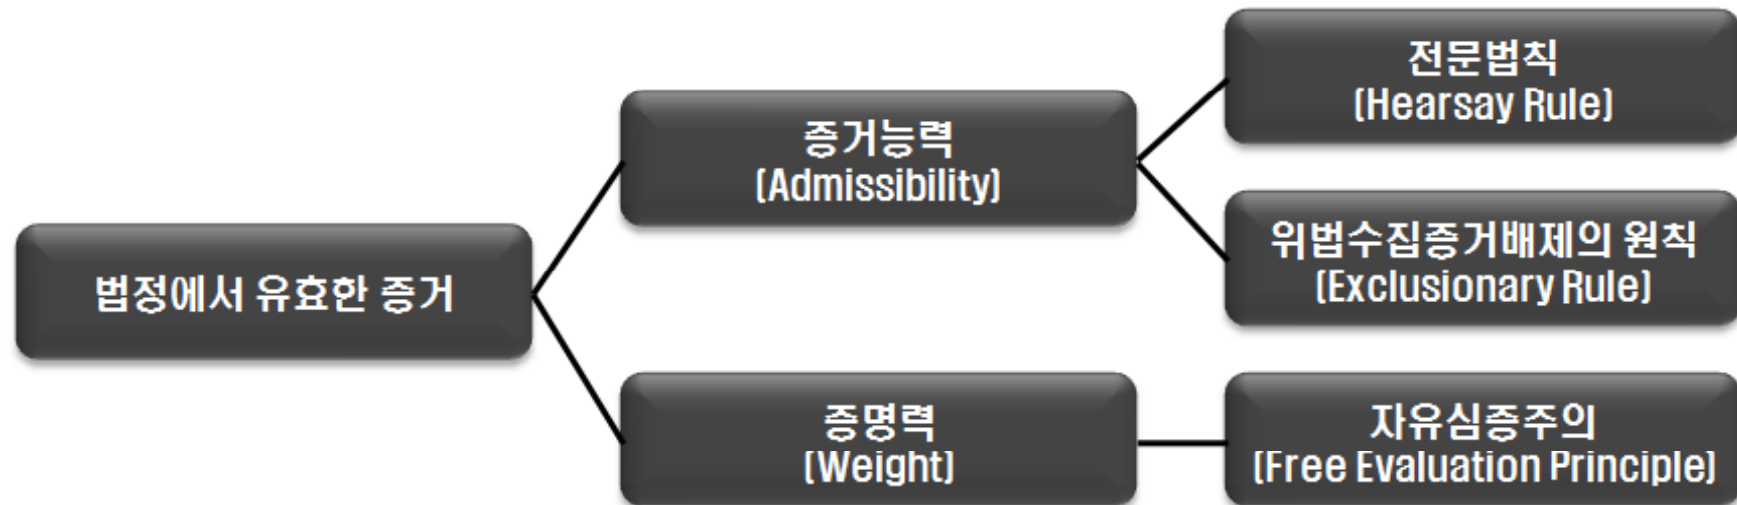 법정에서 유효한 증거
증거능력
(Admissibility)
전문법칙
(Hearsay Rule)
위법수집증거배제의 원칙
(Exclusionary Rule)
증명력
(Weight)
자유심증주의
(Free Evaluation Principle)